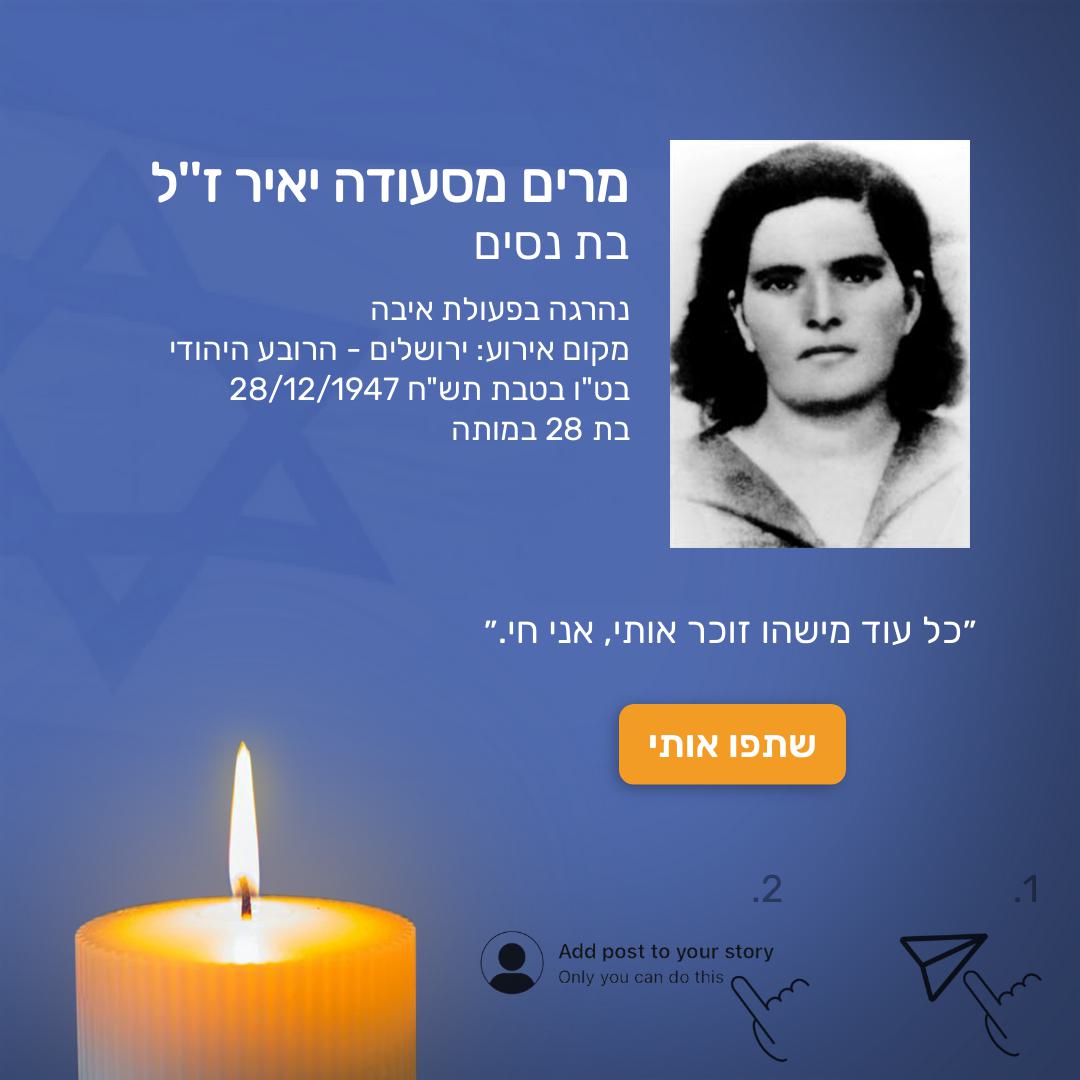 מרים מסעודה יאיר ז"ל
בת נסים
נהרגה בפעולת איבה
מקום אירוע: ירושלים - הרובע היהודי
בט"ו בטבת תש"ח 28/12/1947
בת 28 במותה
״כל עוד מישהו זוכר אותי, אני חי.״
שתפו אותי
1.
2.
Add post to your story
Only you can do this